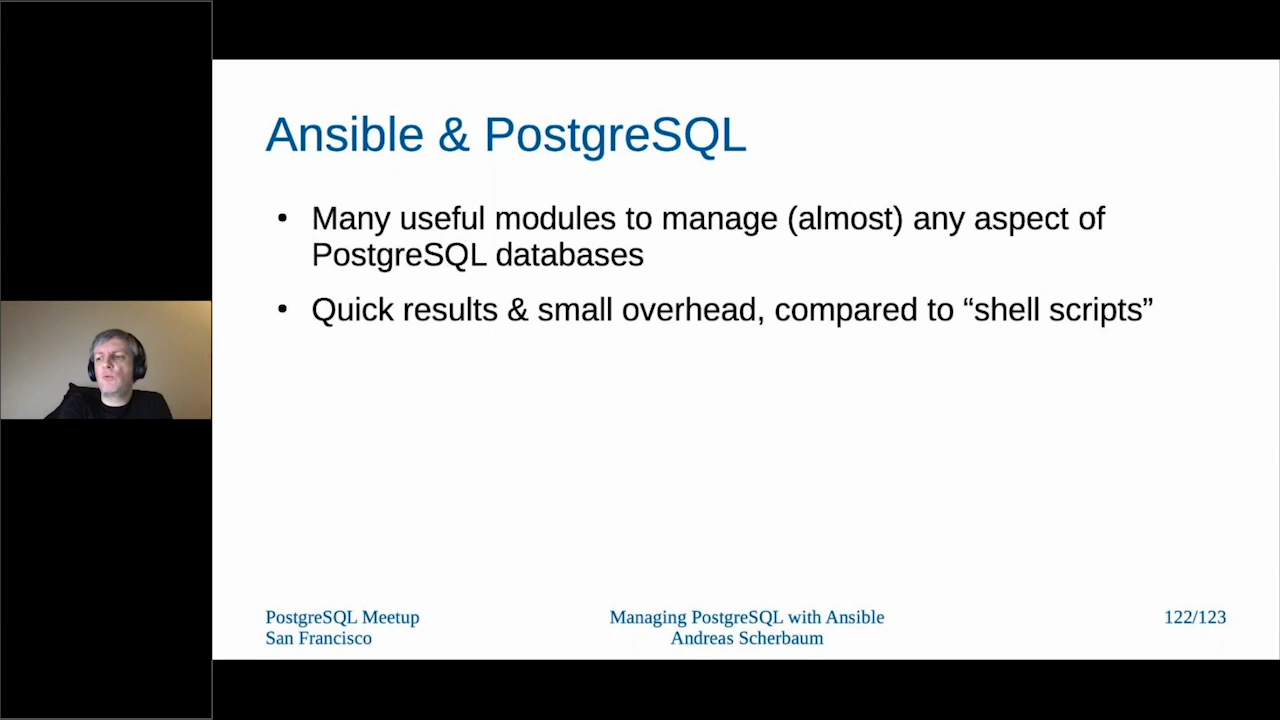 Ansible & PostgreSQL
• Many useful modules to manage (almost) any aspect of
PostgreSQL databases
• Quick results & small overhead, compared to “shell scripts”
PostgreSQL Meetup
San Francisco
Managing PostgreSQL with Ansible
Andreas Scherbaum
122/123